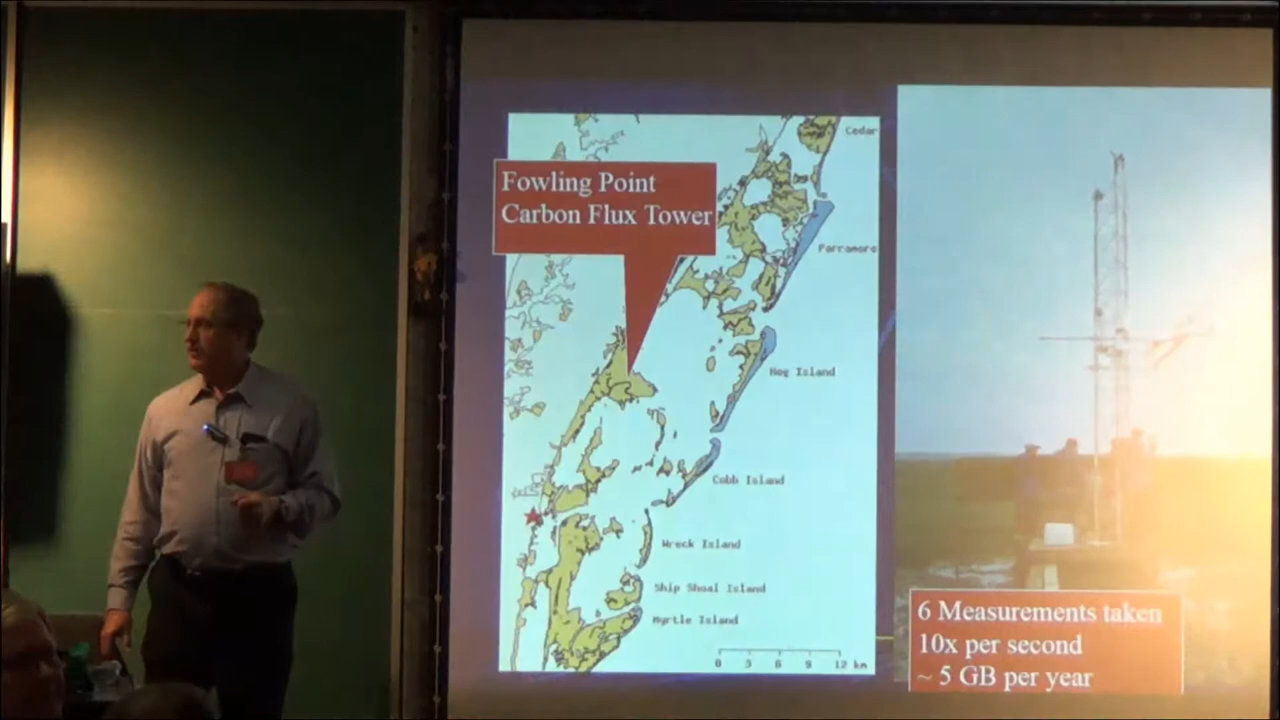 Cedar
Fowling Point
Carbon Flux Tower
Parramore
Hog Island
Cobb Island
Wreck Island
Ship Shoal Island
Myrtle Island
0 3 6 9 12 km
6 Measurements taken
10x per second
~ 5 GB per year